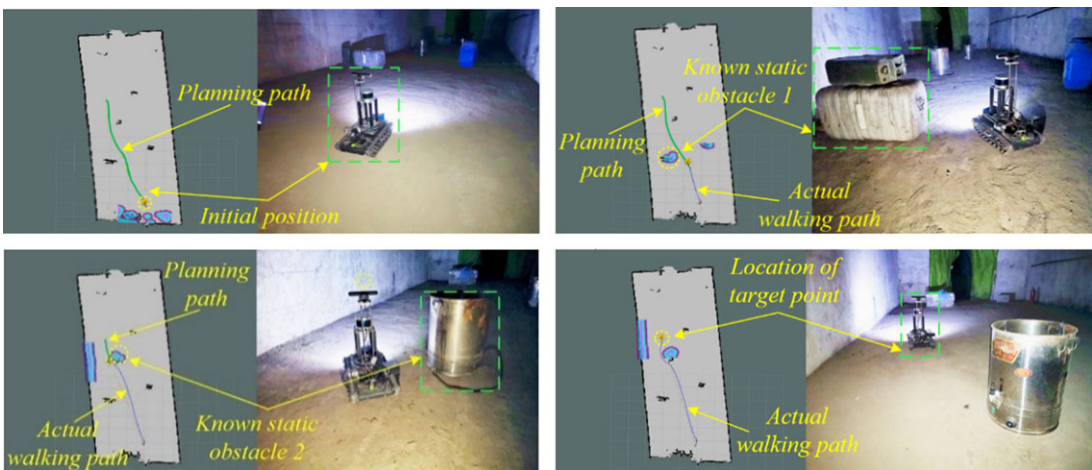 Planning path
Initial position
Known static
obstacle 1
Planning
path
Actual
walking path
Planning
path
Actual
walking path
Known static
obstacle 2
Location of
target point
Actual
walking path